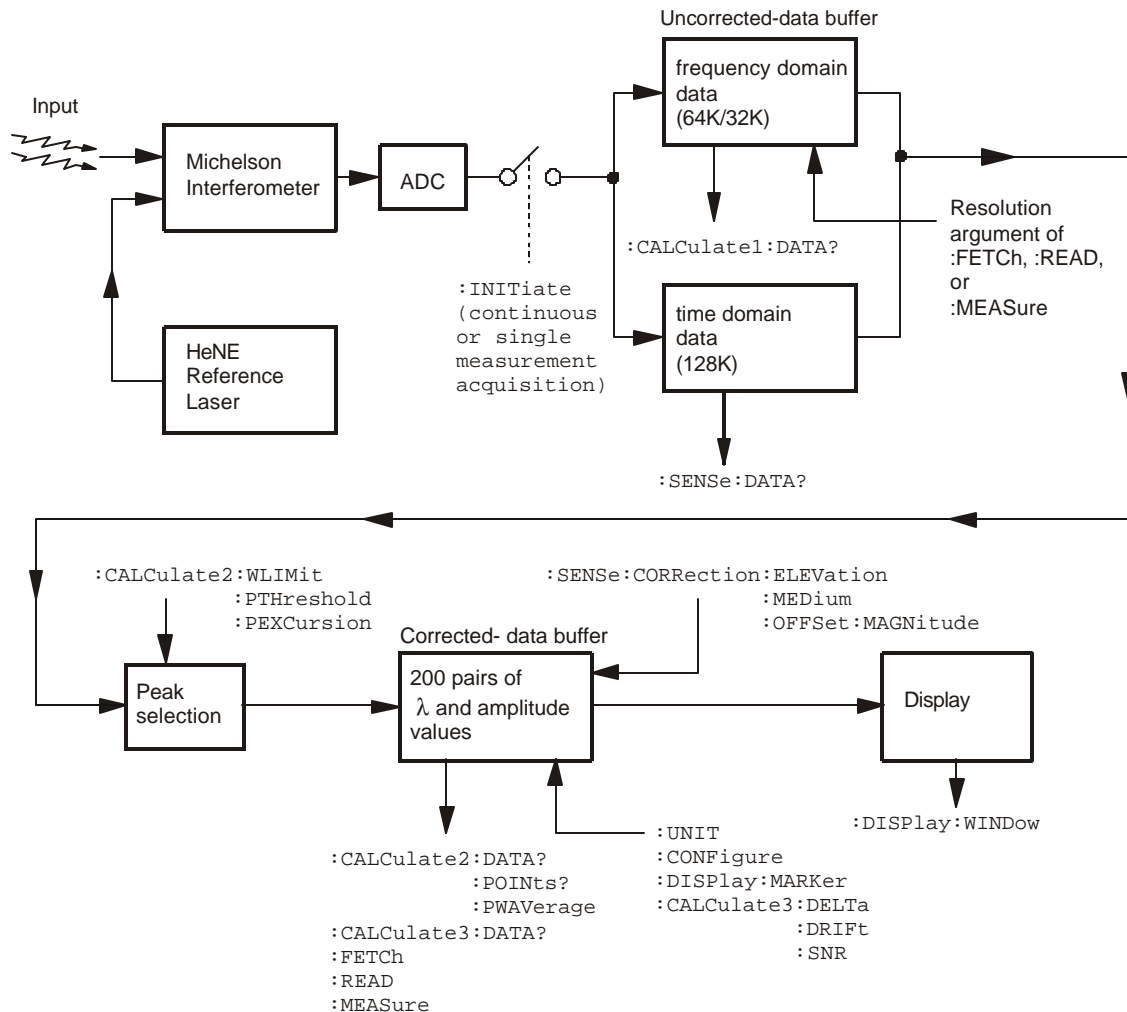 Uncorrected-data buffer
Input
frequency domain
data
(64K/32K)
Michelson
Interferometer
ADC
Resolution
argument of
:FETCh, :READ,
or
:MEASure
:CALCulate1:DATA?
:INITiate
(continuous
or single
measurement
acquisition)
time domain
data
(128K)
HeNE
Reference
Laser
:SENSe:DATA?
:CALCulate2:WLIMit
:PTHreshold
:PEXCursion
:SENSe:CORRection:ELEVation
:MEDium
:OFFSet:MAGNitude
Corrected- data buffer
Peak
selection
200 pairs of
λ and amplitude
values
Display
:DISPlay:WINDow
:CALCulate2:DATA?
:POINts?
:PWAVerage
:CALCulate3:DATA?
:FETCh
:READ
:MEASure
:UNIT
:CONFigure
:DISPlay:MARKer
:CALCulate3:DELTa
:DRIFt
:SNR